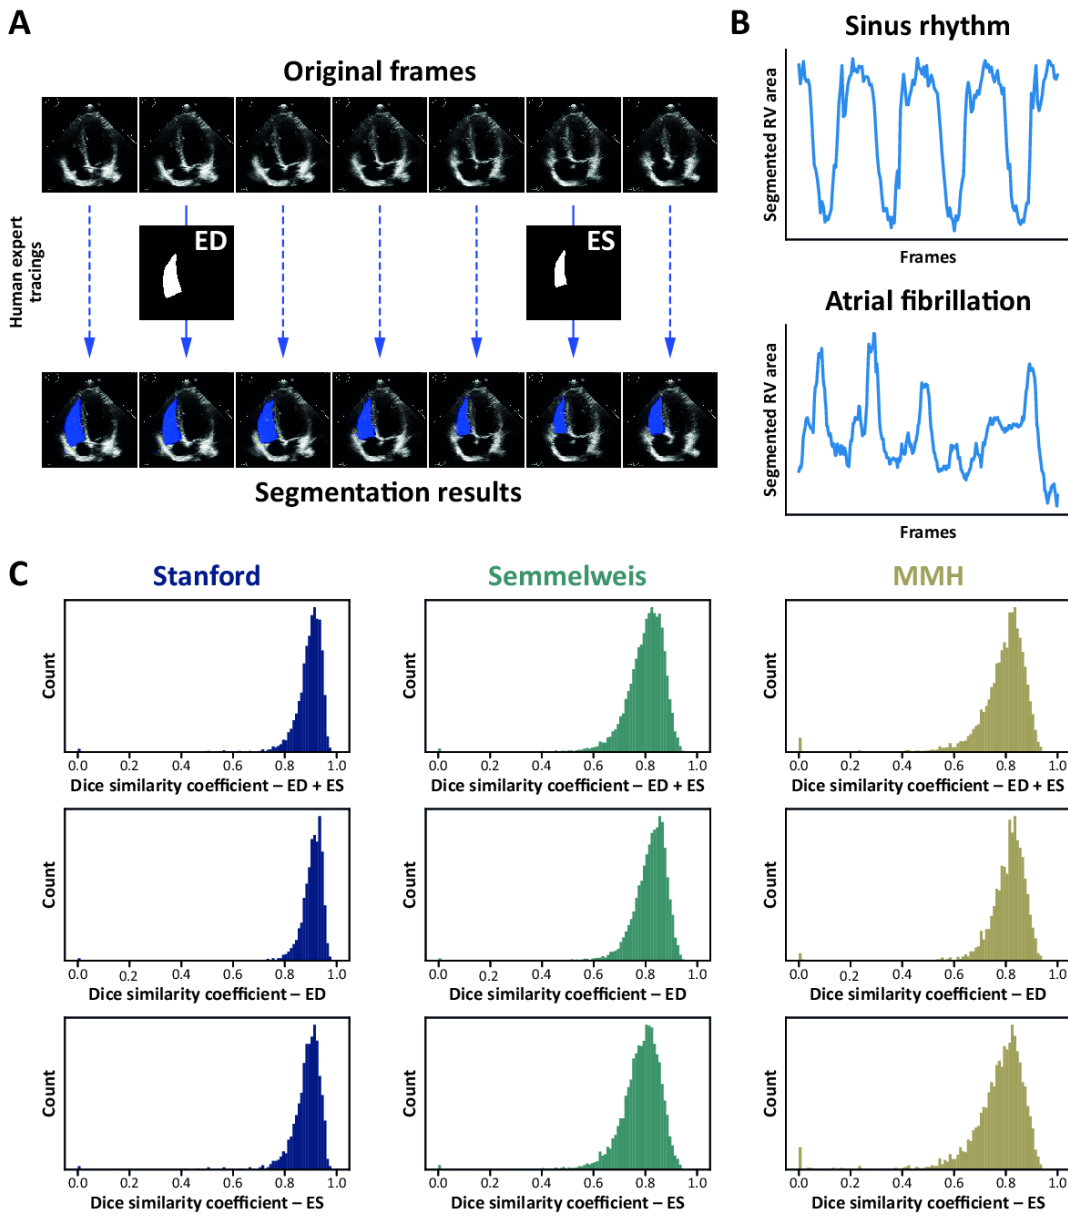 A
Original frames
Human expert
tracings
ED
ES
Segmentation results
B
Sinus rhythm
Segmented RV area
Frames
Atrial fibrillation
Segmented RV area
Frames
C
Stanford
Semmelweis
MMH
Count
0.0 0.2 0.4 0.6 0.8 1.0
Dice similarity coefficient – ED + ES
Count
0.0 0.2 0.4 0.6 0.8 1.0
Dice similarity coefficient – ED + ES
Count
0.0 0.2 0.4 0.6 0.8 1.0
Dice similarity coefficient – ED + ES
Count
0.0 0.2 0.4 0.6 0.8 1.0
Dice similarity coefficient – ED
Count
0.0 0.2 0.4 0.6 0.8 1.0
Dice similarity coefficient – ED
Count
0.0 0.2 0.4 0.6 0.8 1.0
Dice similarity coefficient – ED
Count
0.0 0.2 0.4 0.6 0.8 1.0
Dice similarity coefficient – ES
Count
0.0 0.2 0.4 0.6 0.8 1.0
Dice similarity coefficient – ES
Count
0.0 0.2 0.4 0.6 0.8 1.0
Dice similarity coefficient – ES